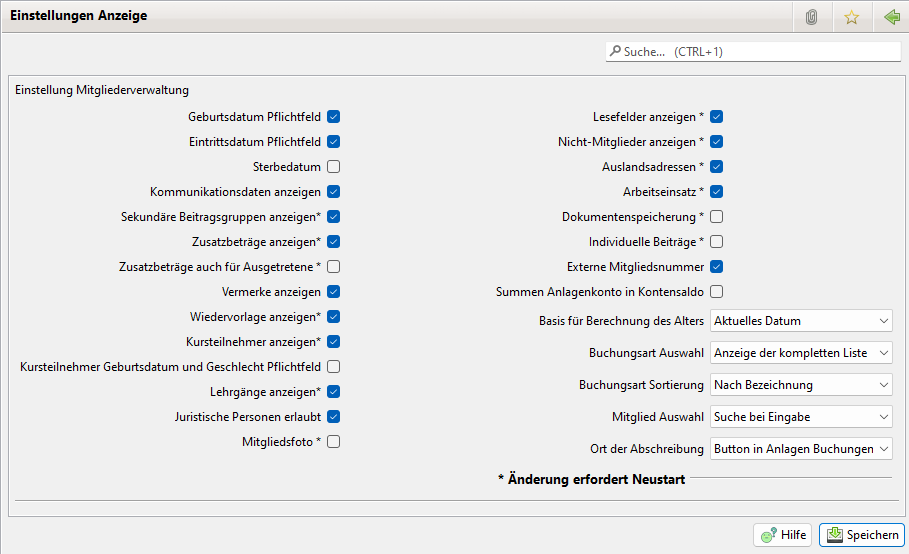 Einstellungen Anzeige
Suche... (CTRL+1)
Einstellung Mitgliederverwaltung
Geburtsdatum Pflichtfeld
Eintrittsdatum Pflichtfeld
Sterbedatum
Kommunikationsdaten anzeigen
Sekundäre Beitragsgruppen anzeigen*
Zusatzbeträge anzeigen*
Zusatzbeträge auch für Ausgetretene *
Vermerke anzeigen
Wiedervorlage anzeigen*
Kursteilnehmer anzeigen*
Kursteilnehmer Geburtsdatum und Geschlecht Pflichtfeld
Lehrgänge anzeigen*
Juristische Personen erlaubt
Mitgliedsfoto *
Lesefelder anzeigen *
Nicht-Mitglieder anzeigen *
Auslandsadressen *
Arbeitseinsatz *
Dokumentenspeicherung *
Individuelle Beiträge *
Externe Mitgliedsnummer
Summen Anlagenkonto in Kontensaldo
Basis für Berechnung des Alters Aktuelles Datum
Buchungsart Auswahl Anzeige der kompletten Liste
Buchungsart Sortierung Nach Bezeichnung
Mitglied Auswahl Suche bei Eingabe
Ort der Abschreibung Button in Anlagen Buchungen
* Änderung erfordert Neustart
Hilfe
Speichern